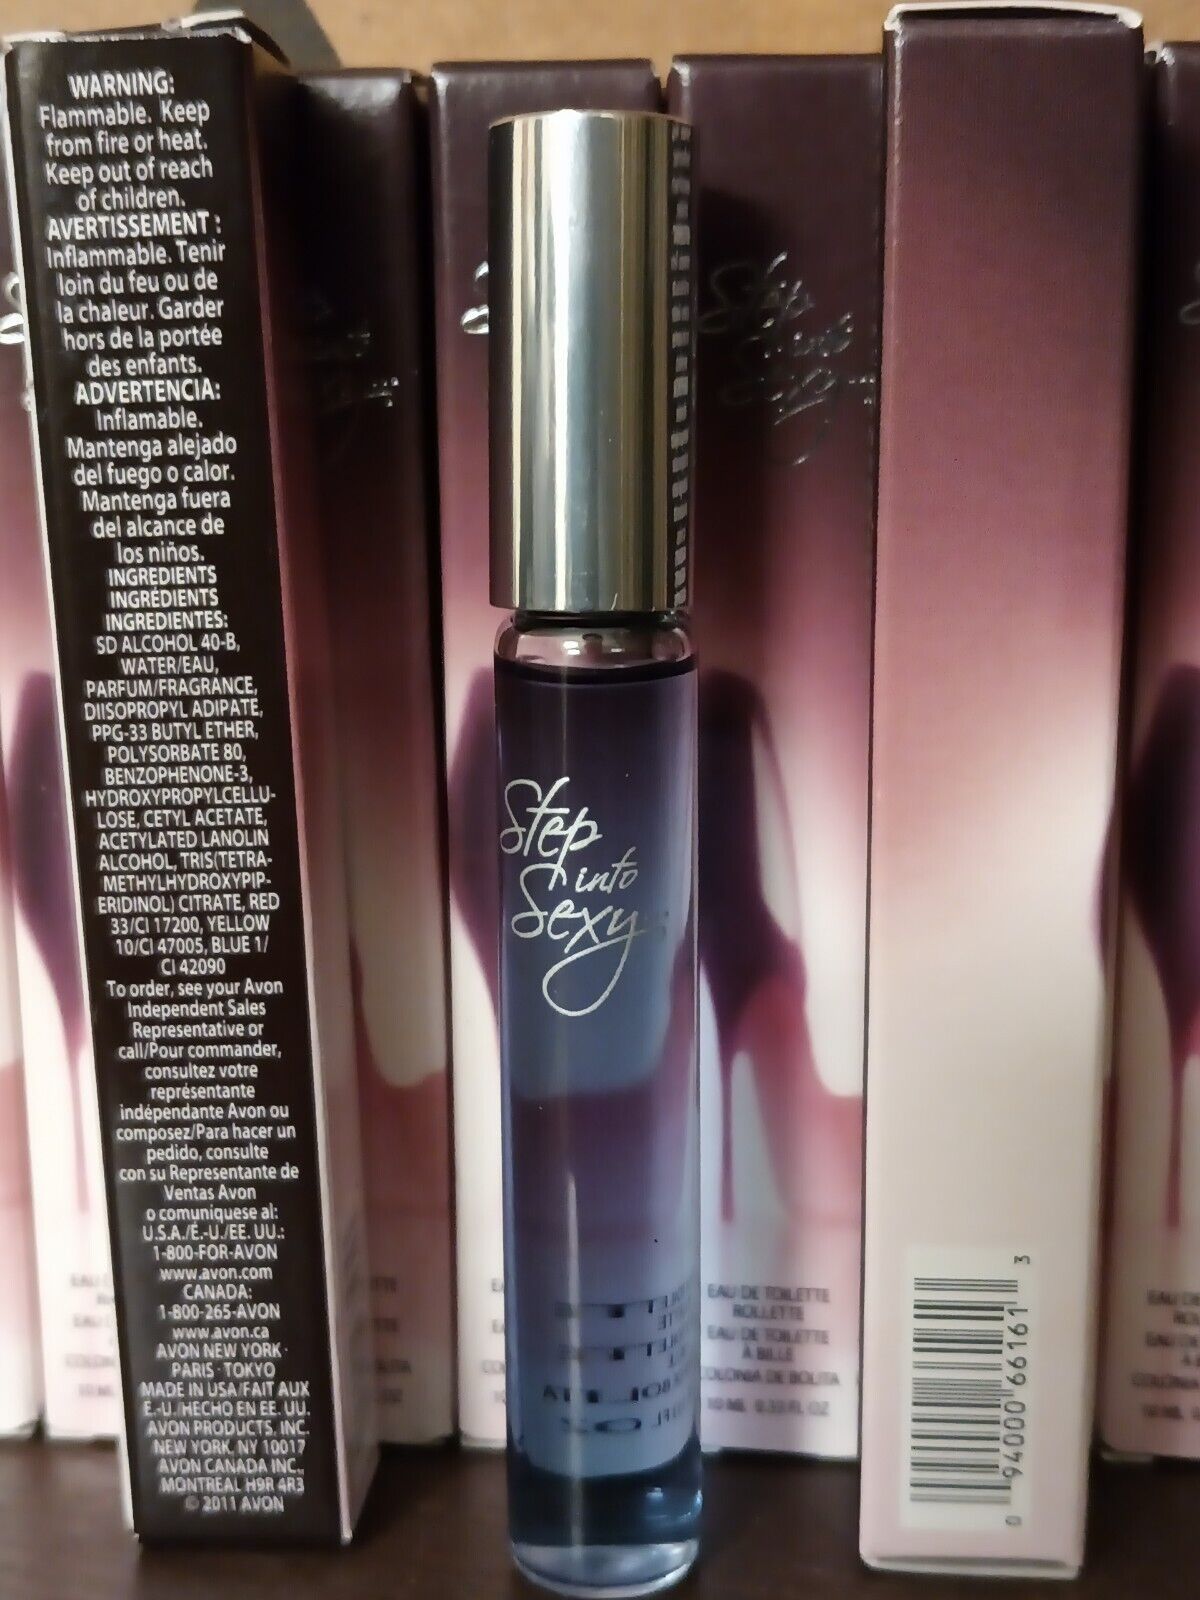 WARNING:
Flammable. Keep
from fire or heat.
Keep out of reach
of children.
AVERTISSEMENT :
Inflammable. Tenir
loin du feu ou de
la chaleur. Garder
hors de la portée
des enfants.
ADVERTENCIA:
Inflamable.
Mantenga alejado
del fuego o calor.
Mantenga fuera
del alcance de
los niños.
INGREDIENTS
INGRÉDIENTS
INGREDIENTES:
SD ALCOHOL 40-B,
WATER/EAU,
PARFUM/FRAGRANCE,
DIISOPROPYL ADIPATE,
PPG-33 BUTYL ETHER,
POLYSORBATE 80,
BENZOPHENONE-3,
HYDROXYPROPYLCELLU-
LOSE, CETYL ACETATE,
ACETYLATED LANOLIN
ALCOHOL, TRIS(TETRA-
METHYLHYDROXYPIP-
ERIDINOL) CITRATE, RED
33/CI 17200, YELLOW
10/CI 47005, BLUE 1/
CI 42090
To order, see your Avon
Independent Sales
Representative or
call/Pour commander,
consultez votre
représentante
indépendante Avon ou
composez/Para hacer un
pedido, consulte
con su Representante de
Ventas Avon
o comuniquese al:
U.S.A./É.-U./EE. UU.:
1-800-FOR-AVON
www.avon.com
CANADA:
1-800-265-AVON
www.avon.ca
AVON NEW YORK ·
PARIS · TOKYO
MADE IN USA/FAIT AUX
É.-U./HECHO EN EE. UU.
AVON PRODUCTS, INC.
NEW YORK, NY 10017
AVON CANADA INC.,
MONTREAL H9R 4R3
© 2011 AVON
Step
into
Sexy
Step
into
Sexy
EAU DE TOILETTE
ROLLETTE
EAU DE TOILETTE
À BILLE
COLONIA DE BOLITA
10 ML 0.33 FL OZ
0 94000 66161 3